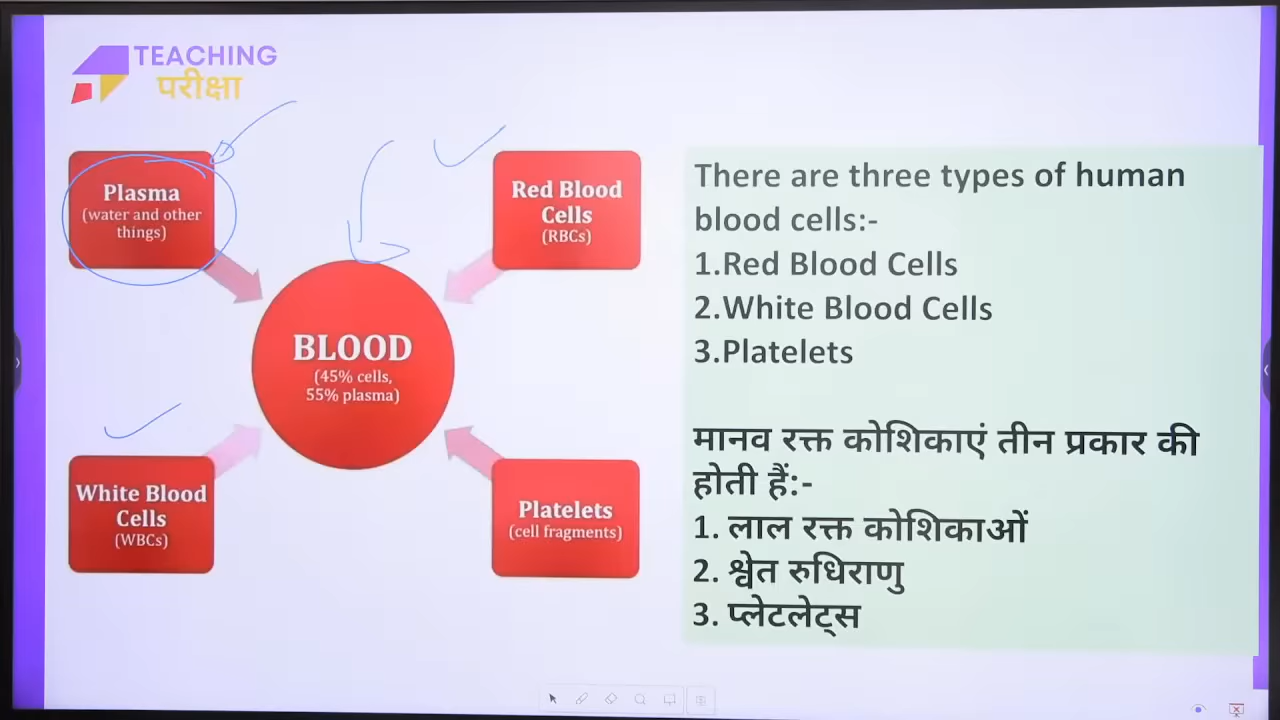 TEACHING
परीक्षा
Plasma
(water and other
things)
Red Blood
Cells
(RBCs)
BLOOD
(45% cells,
55% plasma)
White Blood
Cells
(WBCs)
Platelets
(cell fragments)
There are three types of human
blood cells:-
1.Red Blood Cells
2.White Blood Cells
3.Platelets
मानव रक्त कोशिकाएं तीन प्रकार की
होती हैं:-
1. लाल रक्त कोशिकाओं
2. श्वेत रुधिराणु
3. प्लेटलेट्स